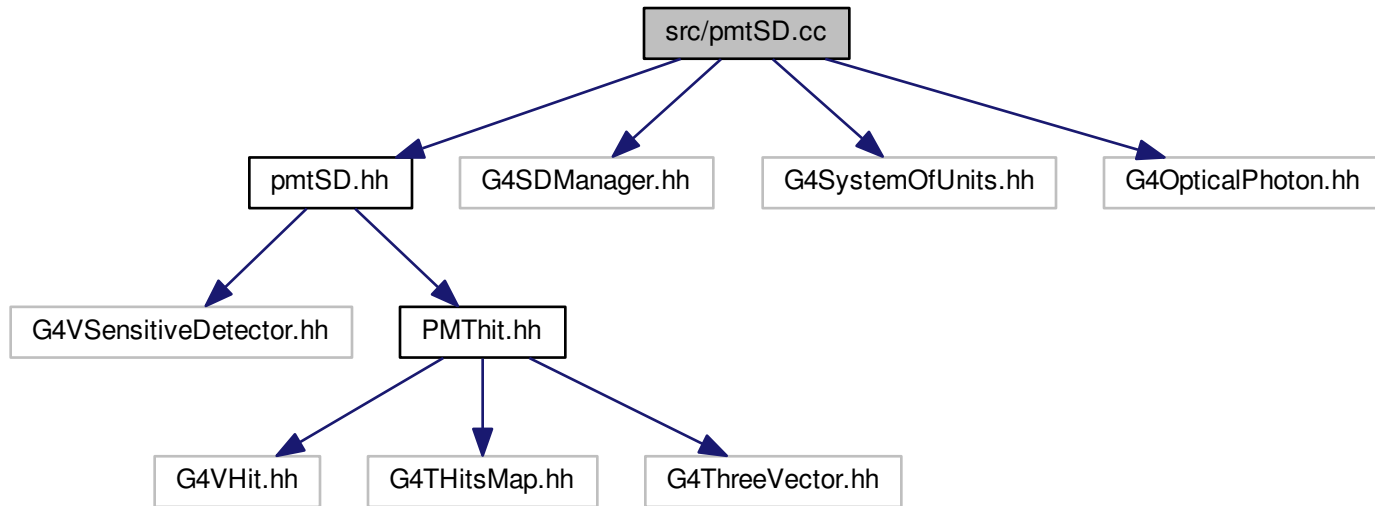 src/pmtSD.cc
pmtSD.hh
G4SDManager.hh
G4SystemOfUnits.hh
G4OpticalPhoton.hh
G4VSensitiveDetector.hh
PMThit.hh
G4VHit.hh
G4THitsMap.hh
G4ThreeVector.hh